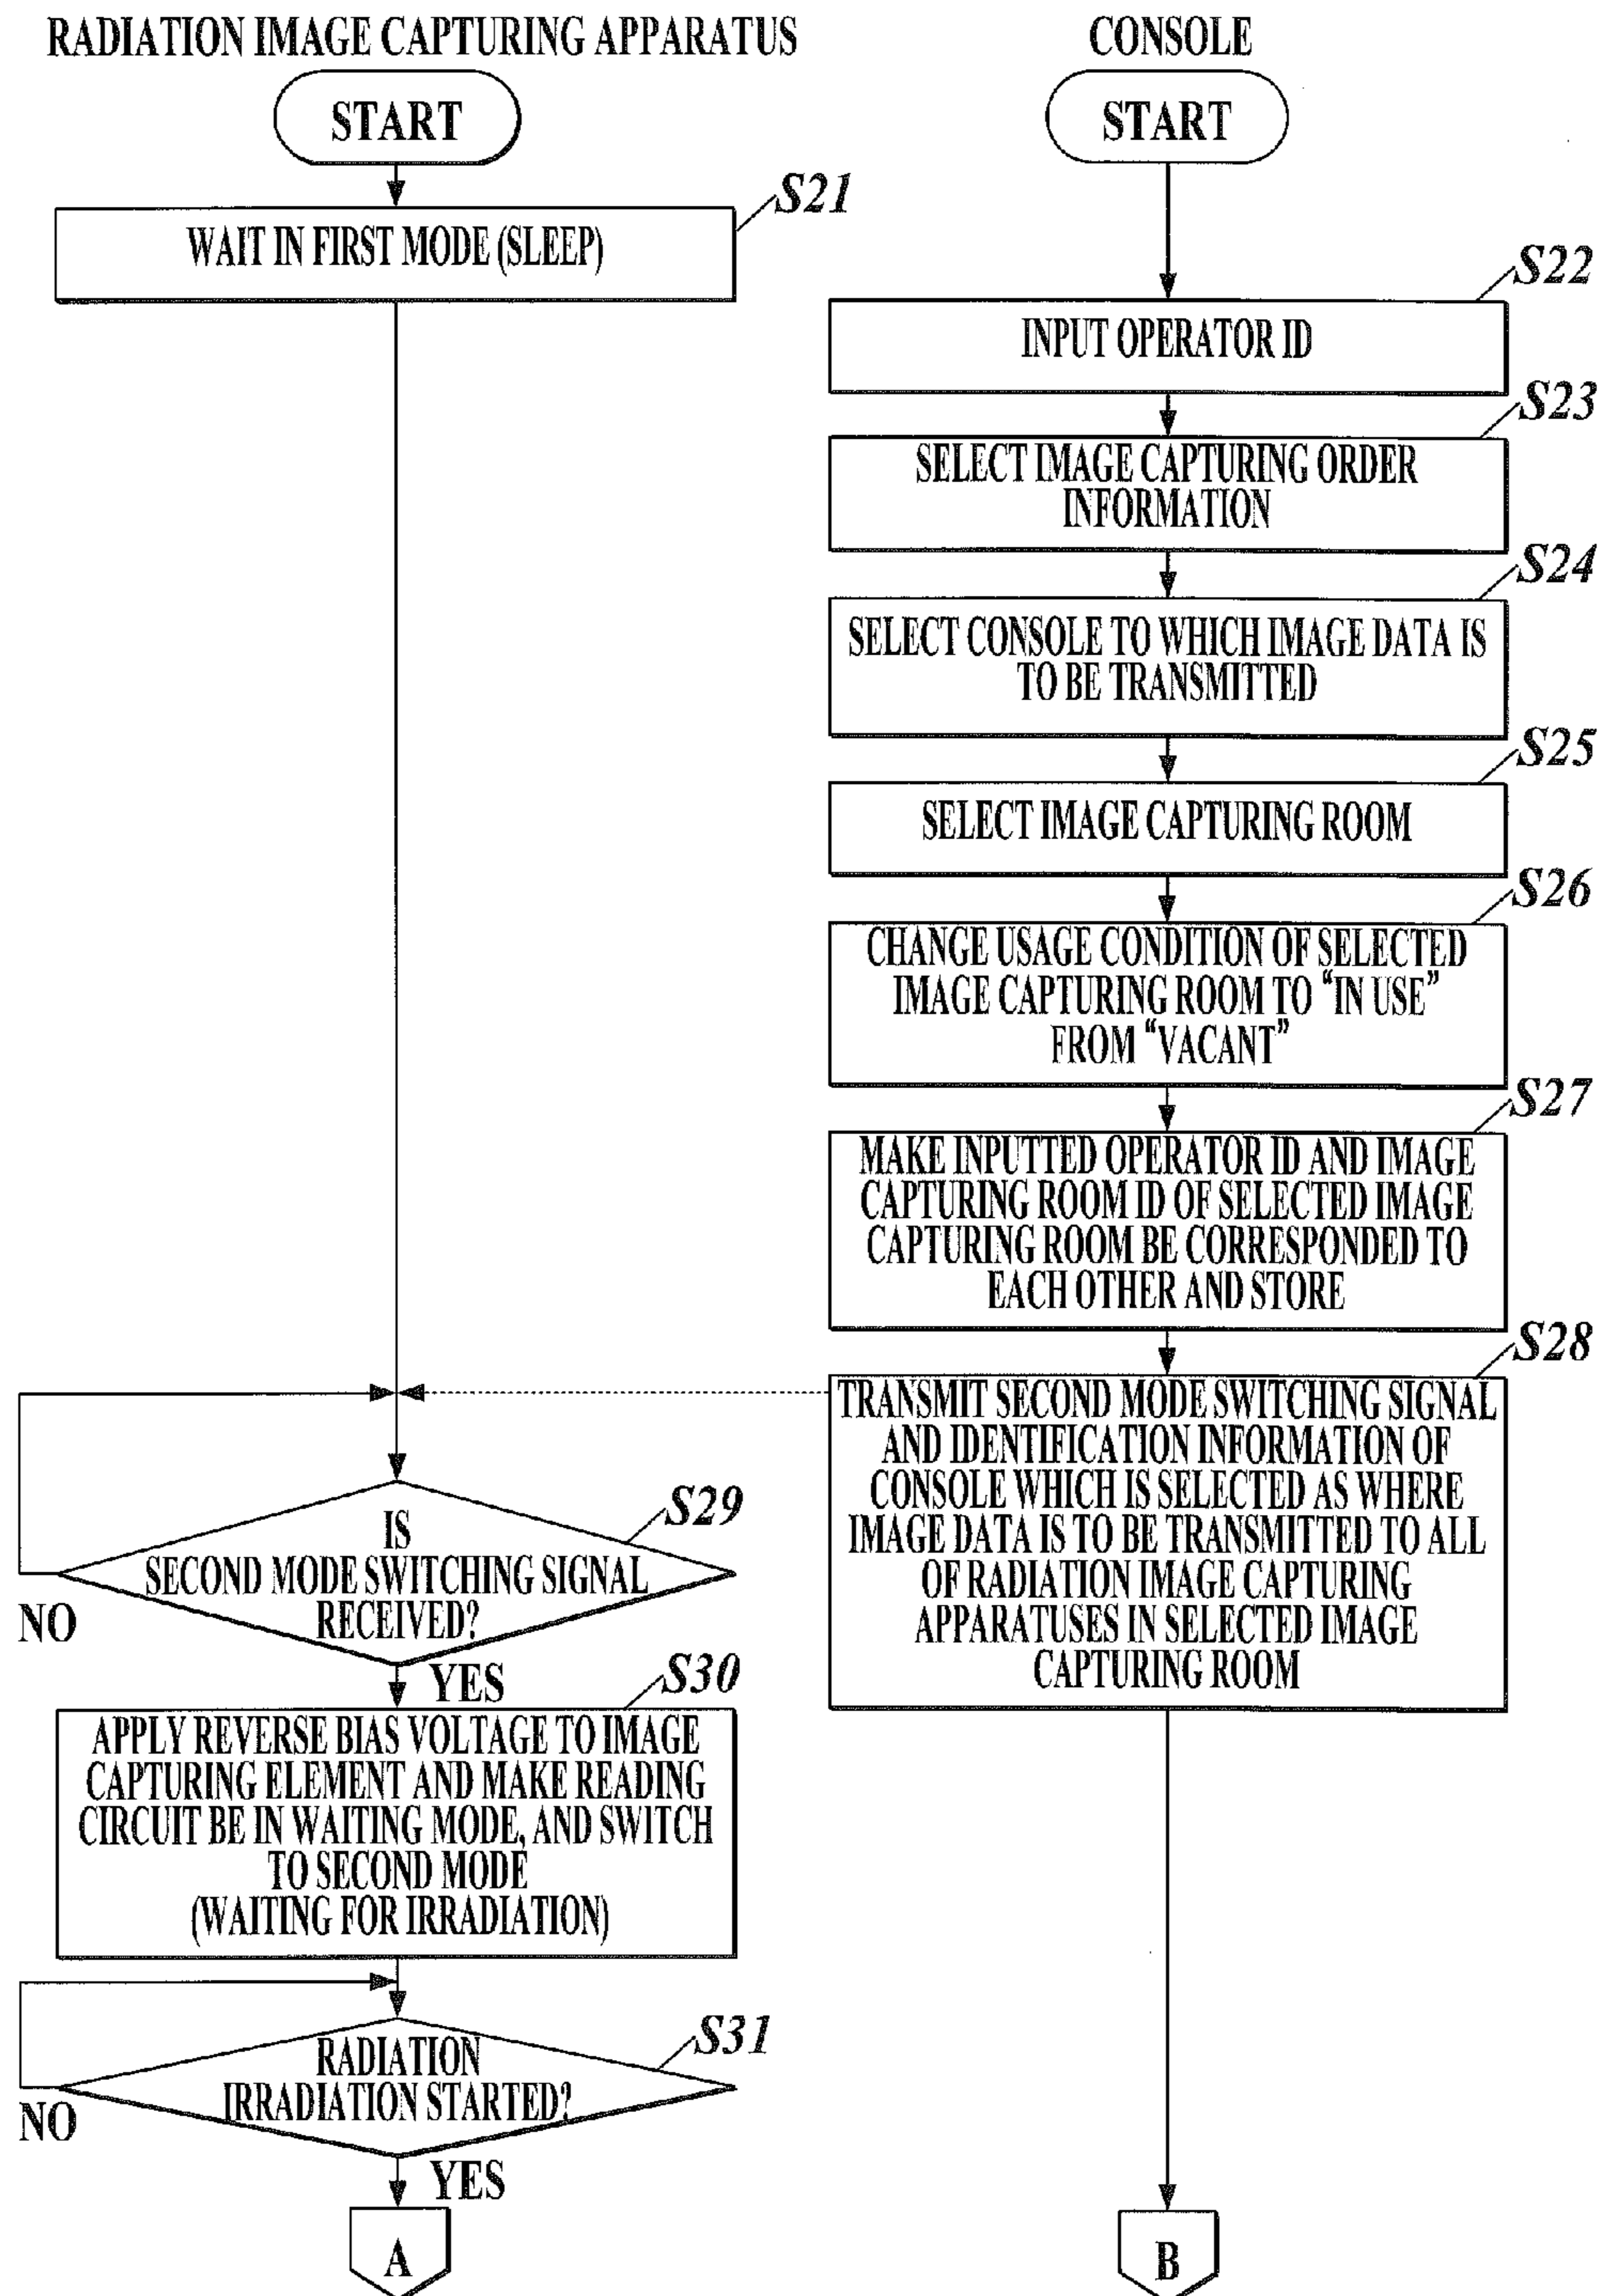 RADIATION IMAGE CAPTURING APPARATUS
START
S21
WAIT IN FIRST MODE (SLEEP)
CONSOLE
START
S22
INPUT OPERATOR ID
S23
SELECT IMAGE CAPTURING ORDER
INFORMATION
S24
SELECT CONSOLE TO WHICH IMAGE DATA IS
TO BE TRANSMITTED
S25
SELECT IMAGE CAPTURING ROOM
S26
CHANGE USAGE CONDITION OF SELECTED
IMAGE CAPTURING ROOM TO “IN USE”
FROM “VACANT”
S27
MAKE INPUTTED OPERATOR ID AND IMAGE
CAPTURING ROOM ID OF SELECTED IMAGE
CAPTURING ROOM BE CORRESPONDED TO
EACH OTHER AND STORE
S28
TRANSMIT SECOND MODE SWITCHING SIGNAL
AND IDENTIFICATION INFORMATION OF
CONSOLE WHICH IS SELECTED AS WHERE
IMAGE DATA IS TO BE TRANSMITTED TO ALL
OF RADIATION IMAGE CAPTURING
APPARATUSES IN SELECTED IMAGE
CAPTURING ROOM
S29
IS
SECOND MODE SWITCHING SIGNAL
RECEIVED?
NO
YES
S30
APPLY REVERSE BIAS VOLTAGE TO IMAGE
CAPTURING ELEMENT AND MAKE READING
CIRCUIT BE IN WAITING MODE, AND SWITCH
TO SECOND MODE
(WAITING FOR IRRADIATION)
S31
RADIATION
IRRADIATION STARTED?
NO
YES
A
B